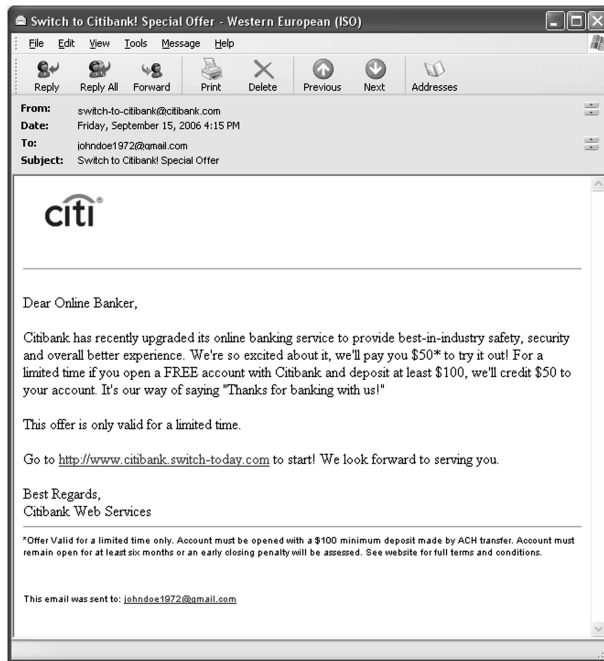 Switch to Citibank! Special Offer - Western European (ISO)
File Edit View Tools Message Help
Reply Reply All Forward Print Delete Previous Next Addresses
From: switch-to-citibank@citibank.com
Date: Friday, September 15, 2006 4:15 PM
To: johndoe1972@gmail.com
Subject: Switch to Citibank! Special Offer
citi®
Dear Online Banker,
Citibank has recently upgraded its online banking service to provide best-in-industry safety, security
and overall better experience. We're so excited about it, we'll pay you $50* to try it out! For a
limited time if you open a FREE account with Citibank and deposit at least $100, we'll credit $50 to
your account. It's our way of saying "Thanks for banking with us!"
This offer is only valid for a limited time.
Go to http://www.citibank.switch-today.com to start! We look forward to serving you.
Best Regards,
Citibank Web Services
*Offer Valid for a limited time only. Account must be opened with a $100 minimum deposit made by ACH transfer. Account must
remain open for at least six months or an early closing penalty will be assessed. See website for full terms and conditions.
This email was sent to: johndoe1972@gmail.com